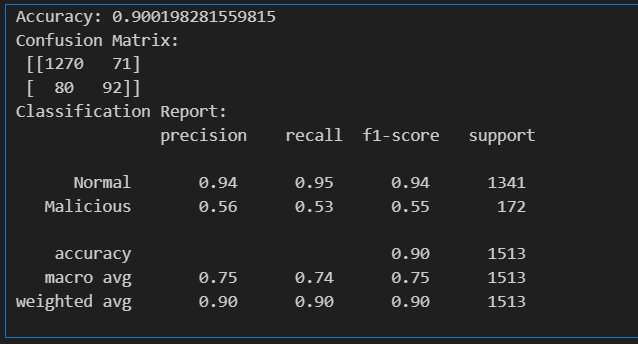 Accuracy: 0.900198281559815
Confusion Matrix:
[[1270   71]
[  80   92]]
Classification Report:
precision    recall  f1-score   support
Normal       0.94      0.95      0.94      1341
Malicious       0.56      0.53      0.55       172
accuracy                           0.90      1513
macro avg       0.75      0.74      0.75      1513
weighted avg       0.90      0.90      0.90      1513